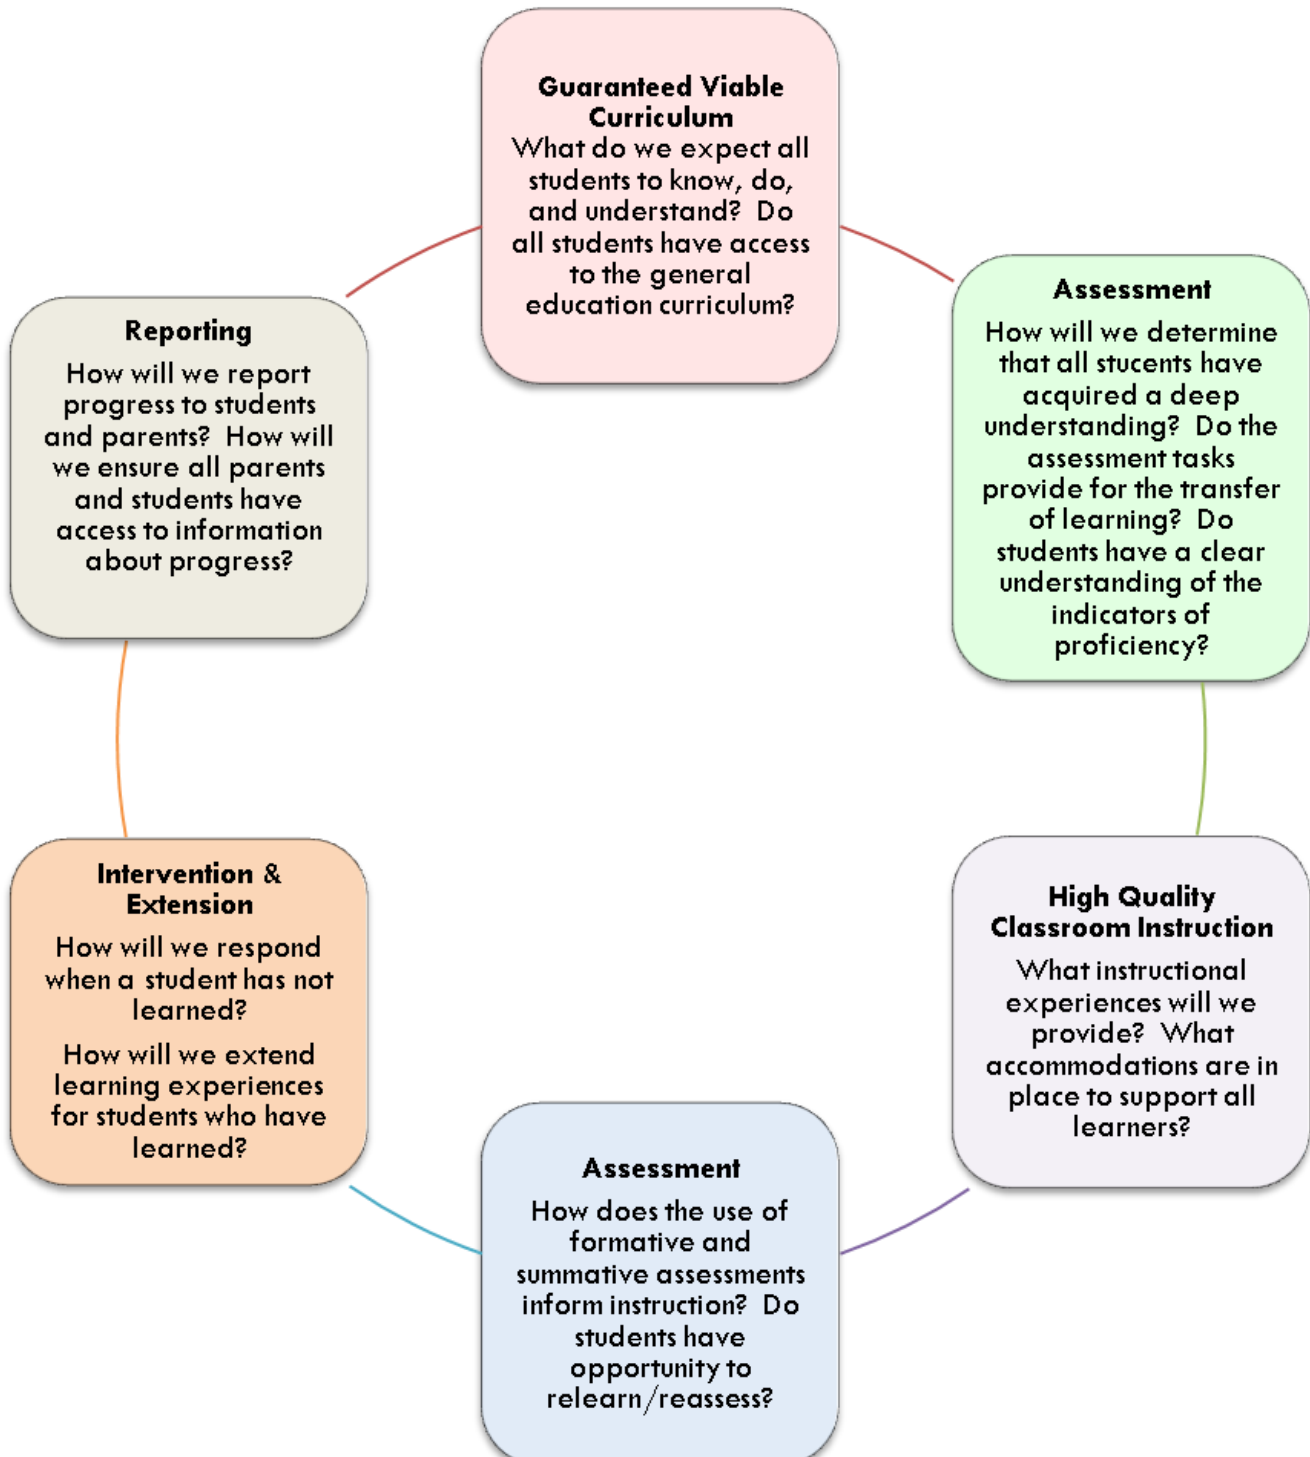 Guaranteed Viable
Curriculum
What do we expect all
students to know, do,
and understand? Do
all students have access
to the general
education curriculum?
Assessment
How will we determine
that all stucents have
acquired a deep
understanding? Do the
assessment tasks
provide for the transfer
of learning? Do
students have a clear
understanding of the
indicators of
proficiency?
High Quality
Classroom Instruction
What instructional
experiences will we
provide? What
accommodations are in
place to support all
learners?
Assessment
How does the use of
formative and
summative assessments
inform instruction? Do
students have
opportunity to
relearn/reassess?
Intervention &
Extension
How will we respond
when a student has not
learned?
How will we extend
learning experiences
for students who have
learned?
Reporting
How will we report
progress to students
and parents? How will
we ensure all parents
and students have
access to information
about progress?